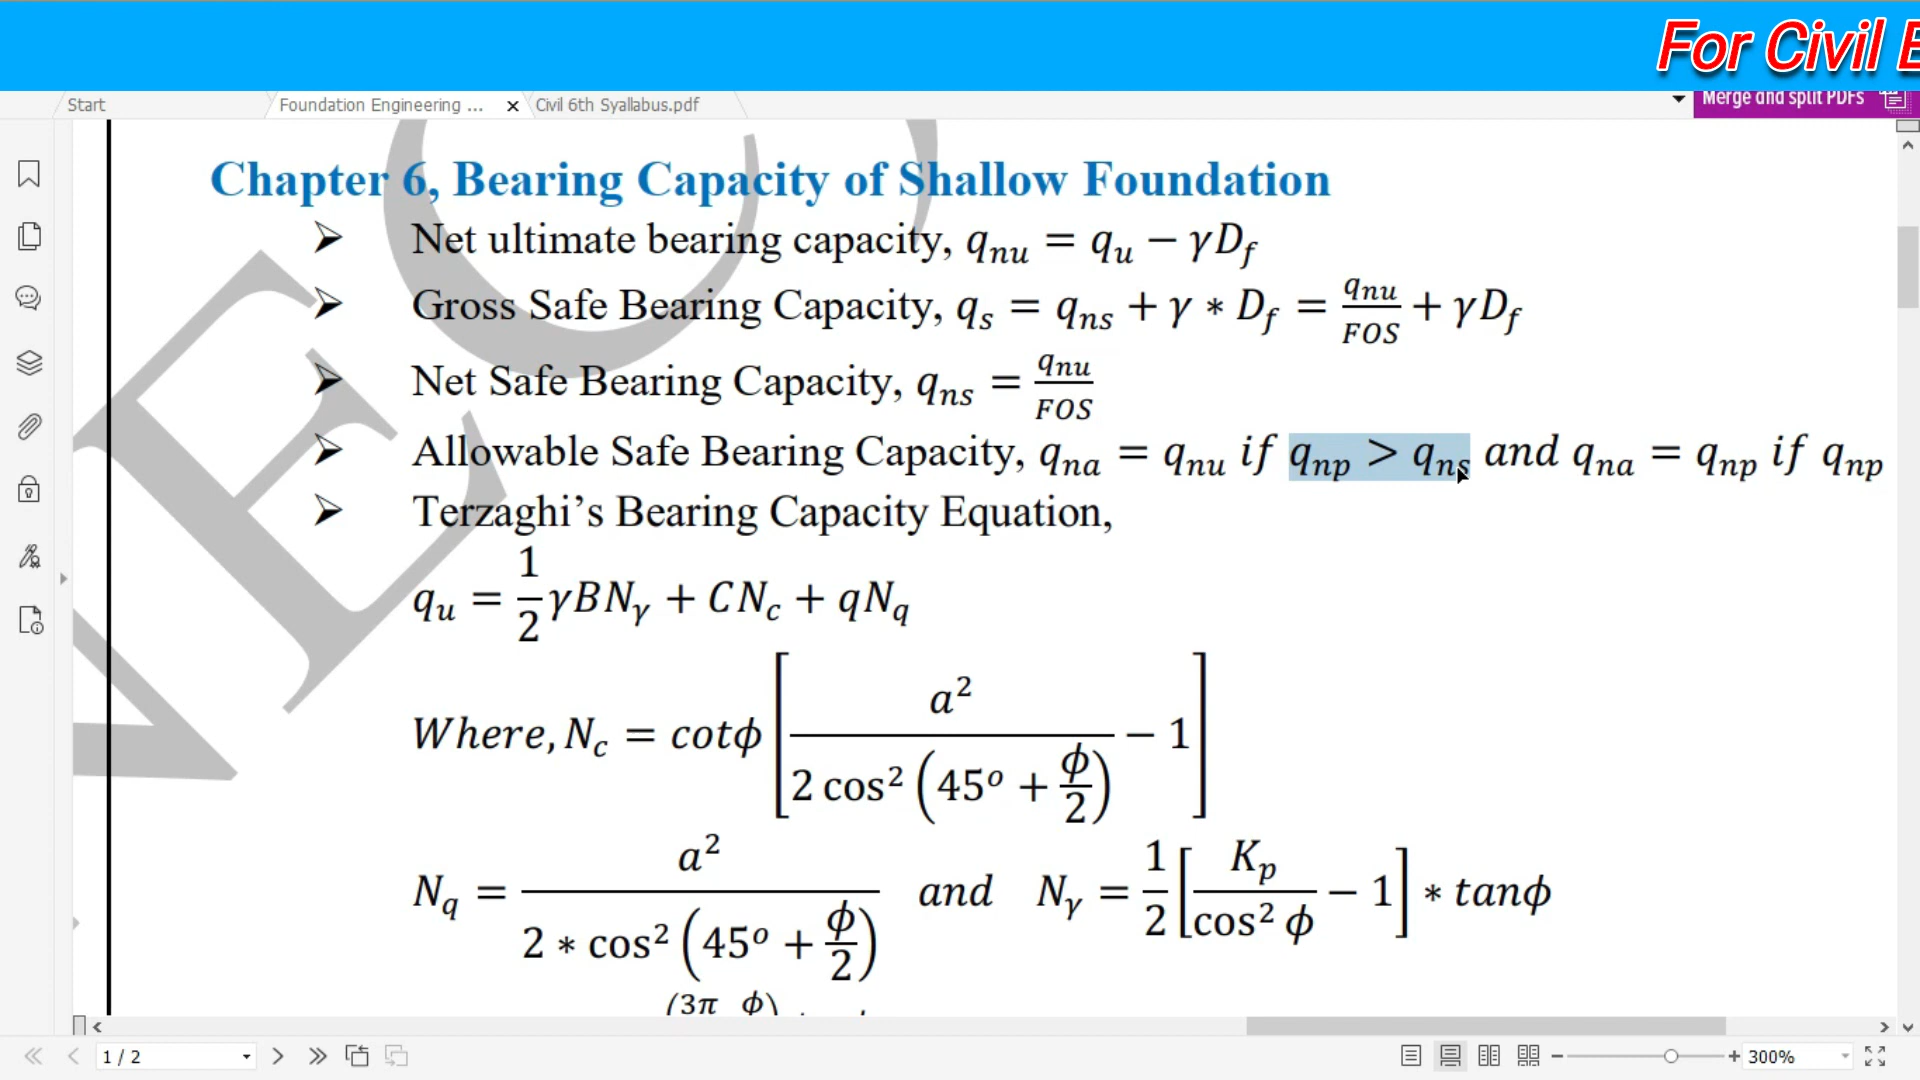 For Civil E
Start
Foundation Engineering ...
Civil 6th Syallabus.pdf
Merge and split PDFs
Chapter 6, Bearing Capacity of Shallow Foundation
➢ Net ultimate bearing capacity, q_nu = q_u − γD_f
➢ Gross Safe Bearing Capacity, q_s = q_ns + γ * D_f = q_nu/FOS + γD_f
➢ Net Safe Bearing Capacity, q_ns = q_nu/FOS
➢ Allowable Safe Bearing Capacity, q_na = q_nu if q_np > q_ns and q_na = q_np if q_np
➢ Terzaghi’s Bearing Capacity Equation,
q_u = 1/2 γBN_γ + CN_c + qN_q
Where, N_c = cotϕ [a²/(2 cos² (45° + ϕ/2)) − 1]
N_q = a²/(2 * cos² (45° + ϕ/2)) and N_γ = 1/2 [K_p/cos² ϕ − 1] * tanϕ
(3π ϕ)
1 / 2
300%